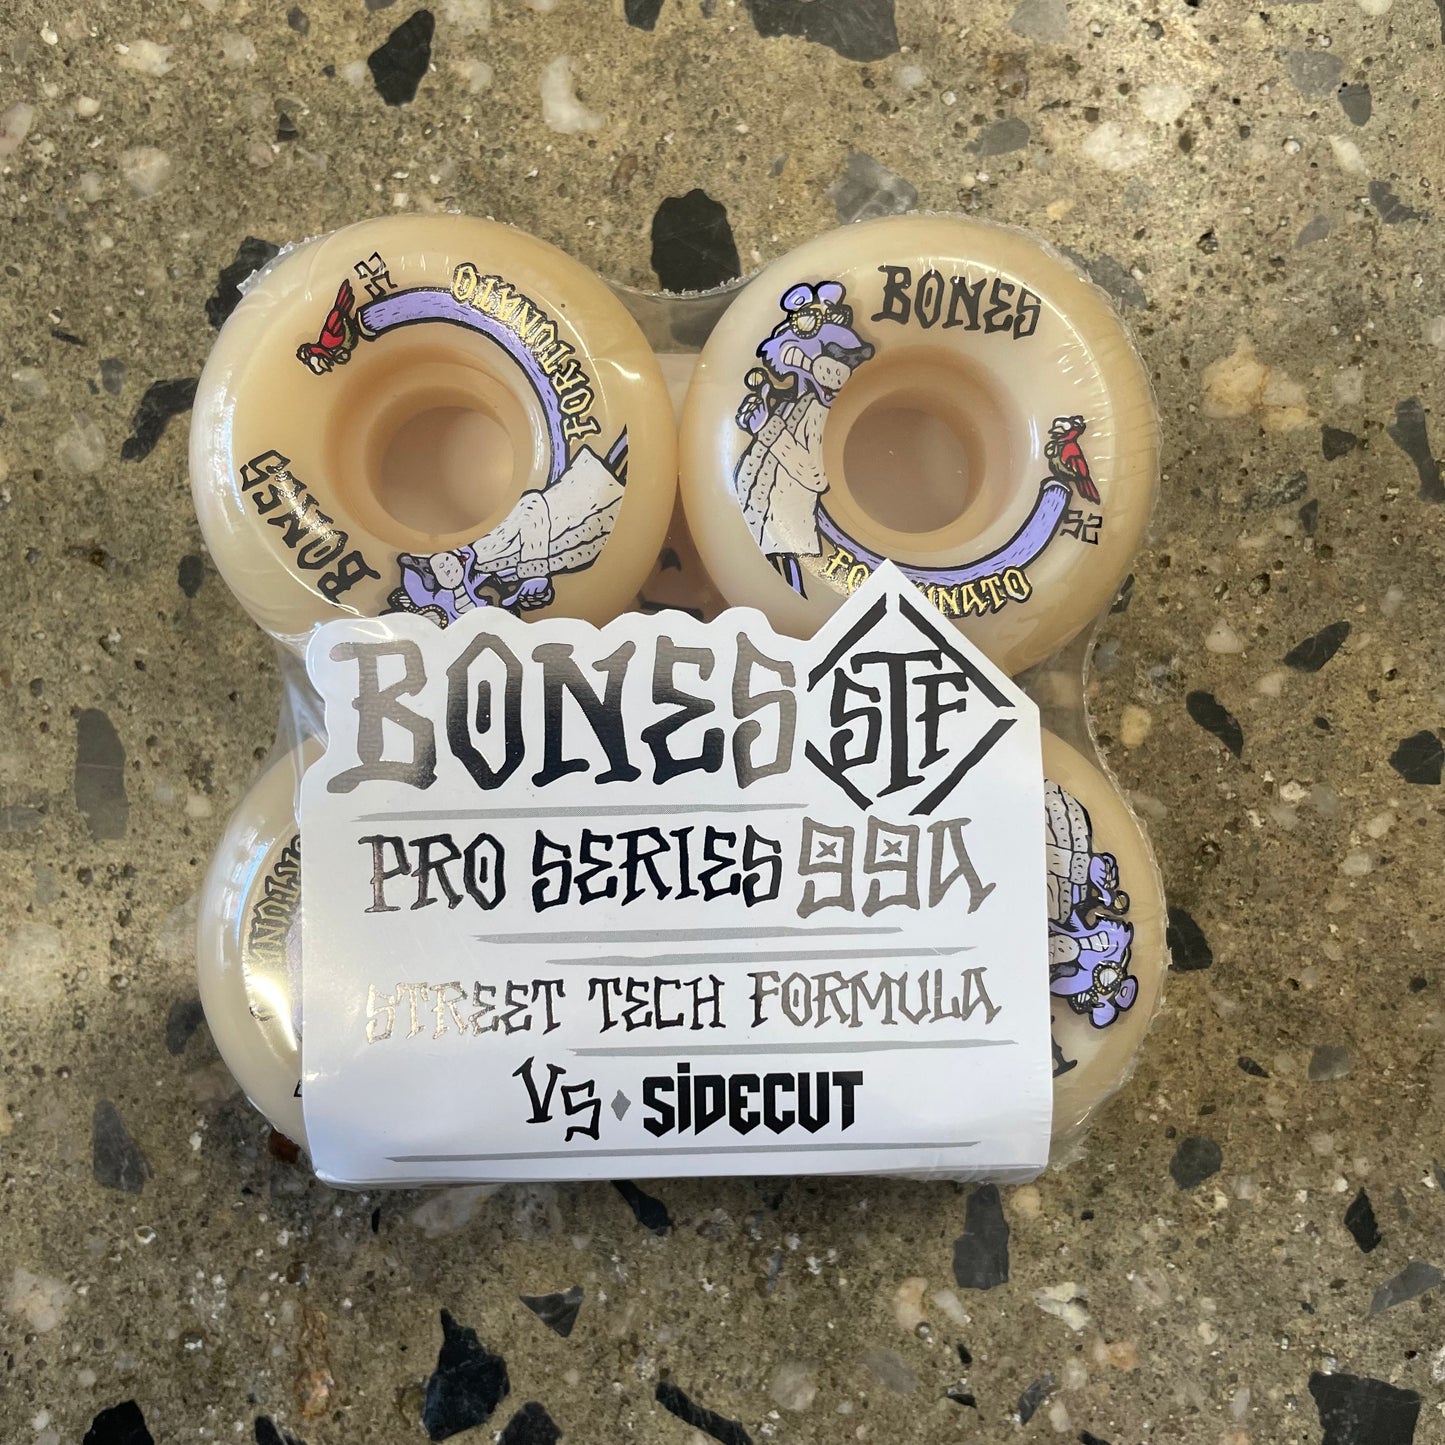 52
FORTUNATO
BONES
BONES
52
FORTUNATO
BONES STF
PRO SERIES 99A
STREET TECH FORMULA
V5 SIDECUT